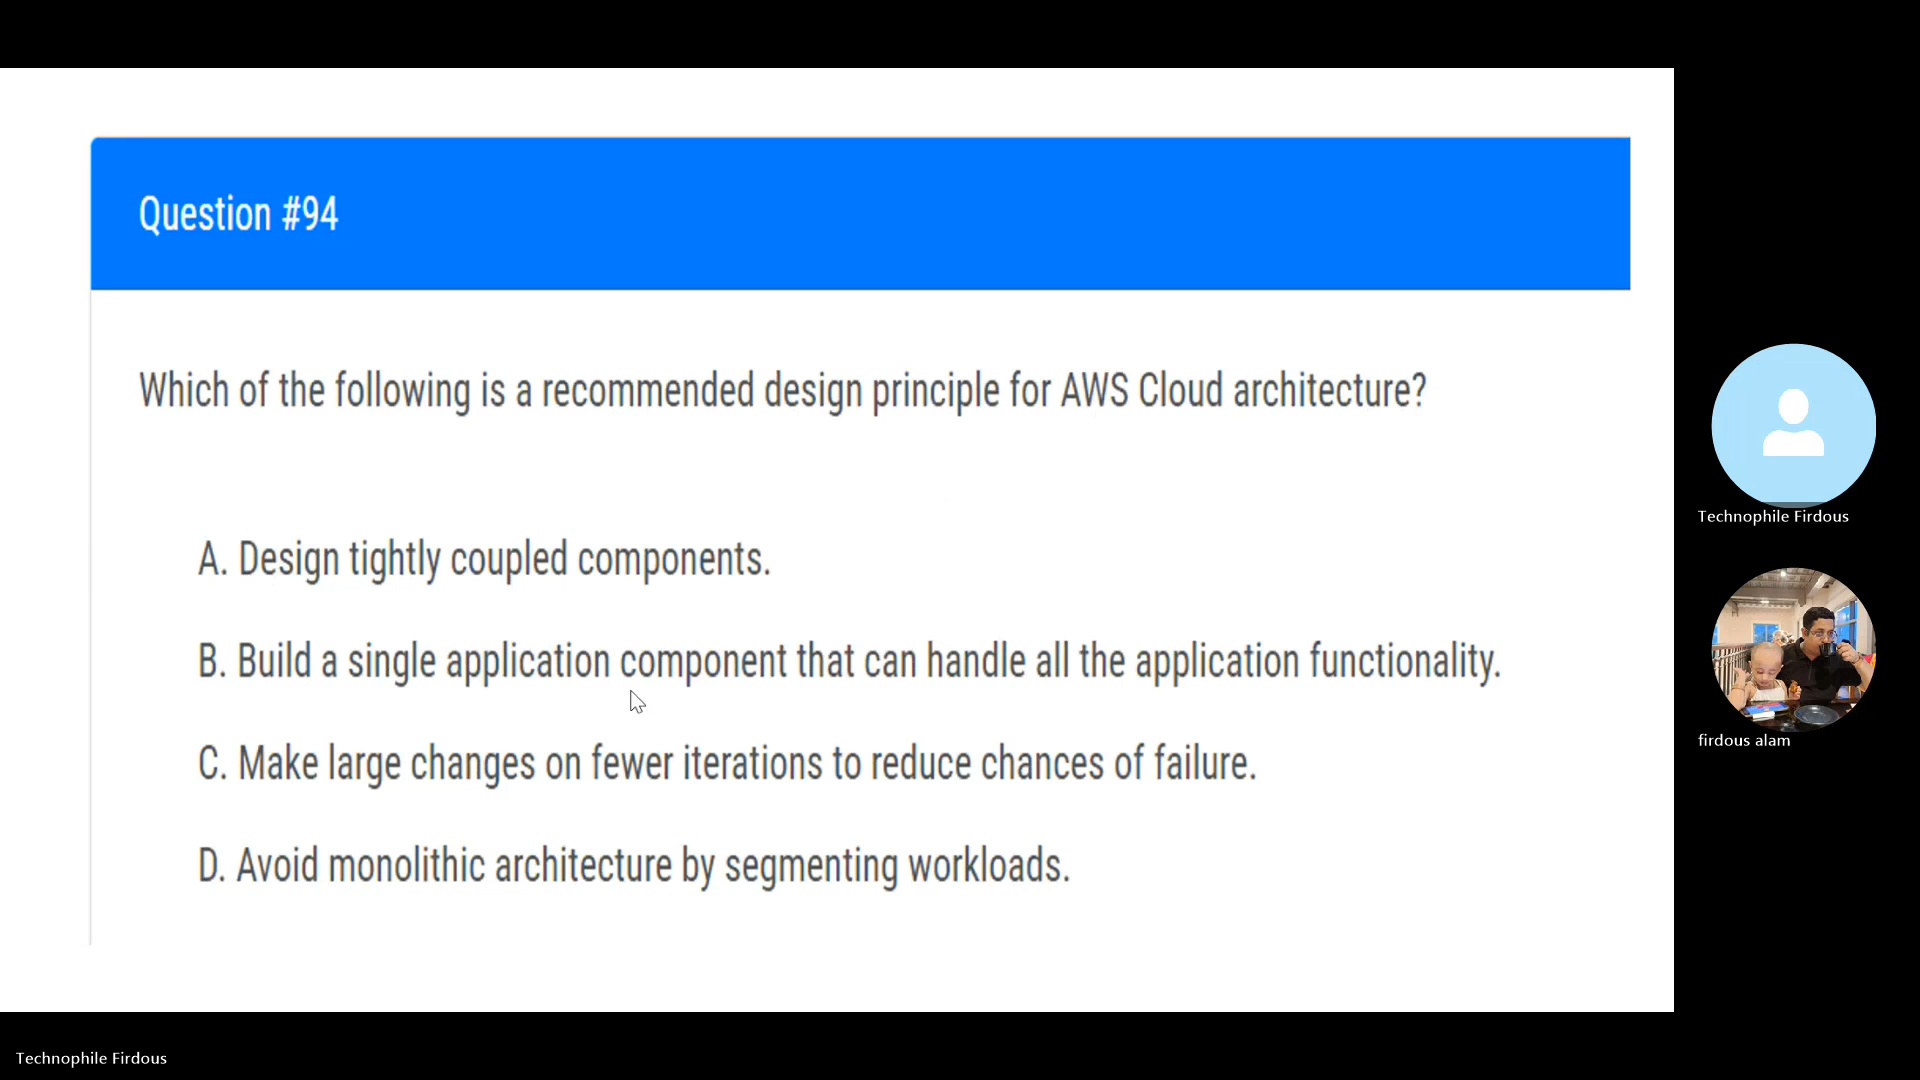 Question #94
Which of the following is a recommended design principle for AWS Cloud architecture?
A. Design tightly coupled components.
B. Build a single application component that can handle all the application functionality.
C. Make large changes on fewer iterations to reduce chances of failure.
D. Avoid monolithic architecture by segmenting workloads.
Technophile Firdous
firdous alam
Technophile Firdous